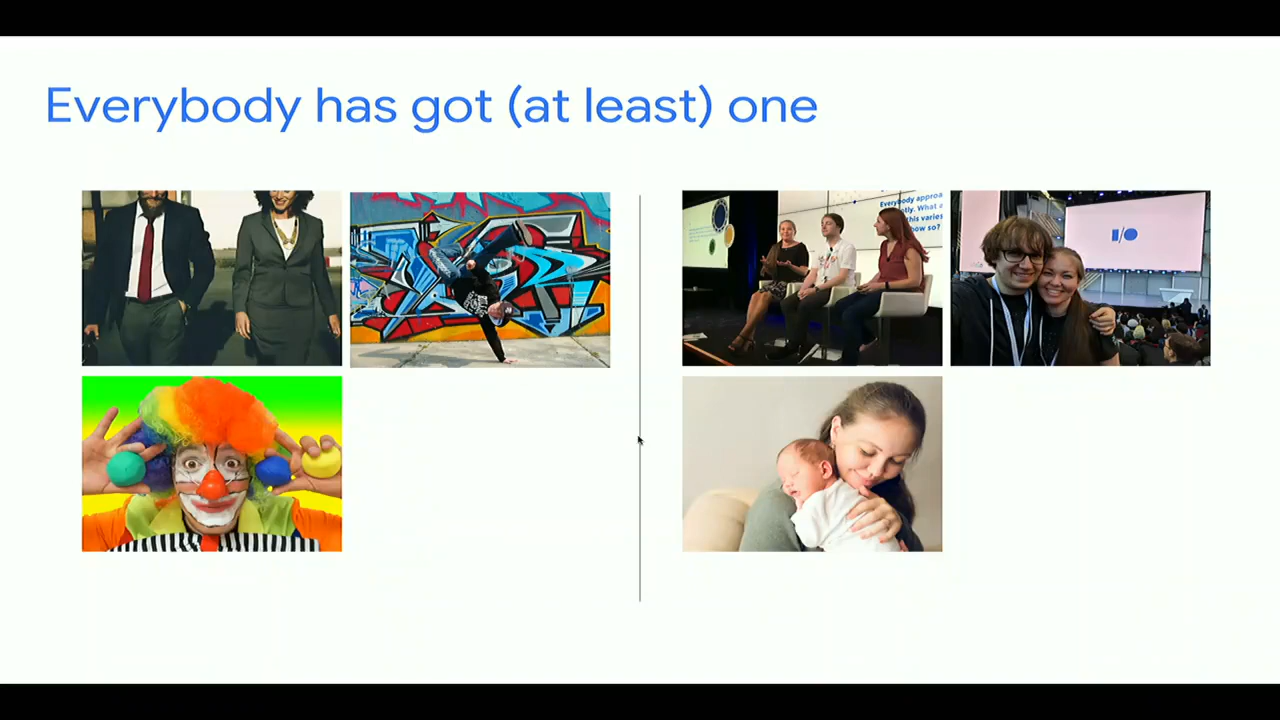 Everybody has got (at least) one
Everybody approa
ntly. What a
this varies
how so?
I/O